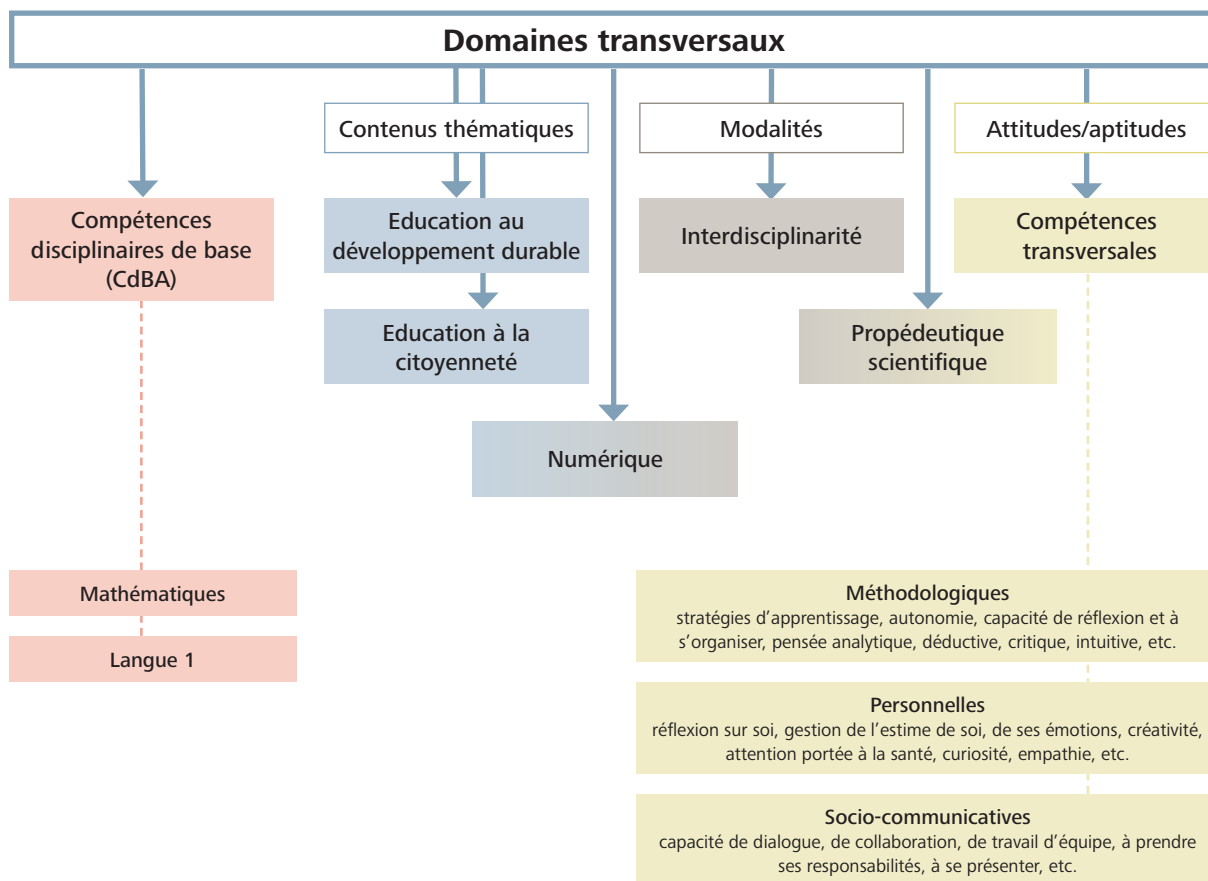 Domaines transversaux
Contenus thématiques
Modalités
Attitudes/aptitudes
Compétences
disciplinaires de base
(CdBA)
Education au
développement durable
Interdisciplinarité
Compétences
transversales
Education à la
citoyenneté
Propédeutique
scientifique
Numérique
Mathématiques
Langue 1
Méthodologiques
stratégies d’apprentissage, autonomie, capacité de réflexion et à
s’organiser, pensée analytique, déductive, critique, intuitive, etc.
Personnelles
réflexion sur soi, gestion de l’estime de soi, de ses émotions, créativité,
attention portée à la santé, curiosité, empathie, etc.
Socio-communicatives
capacité de dialogue, de collaboration, de travail d’équipe, à prendre
ses responsabilités, à se présenter, etc.